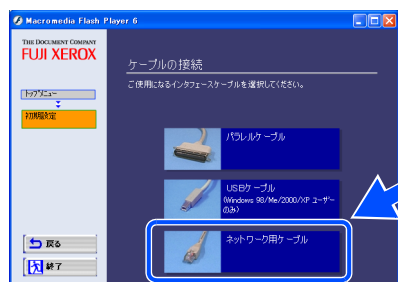 Macromedia Flash Player 6
THE DOCUMENT COMPANY
FUJI XEROX
ケーブルの接続
ご使用になるインタフェースケーブルを選択してください。
トップメニュー
初期設定
パラレルケーブル
USBケーブル
(Windows 98/Me/2000/XP ユーザー
のみ)
ネットワーク用ケーブル
戻る
終了